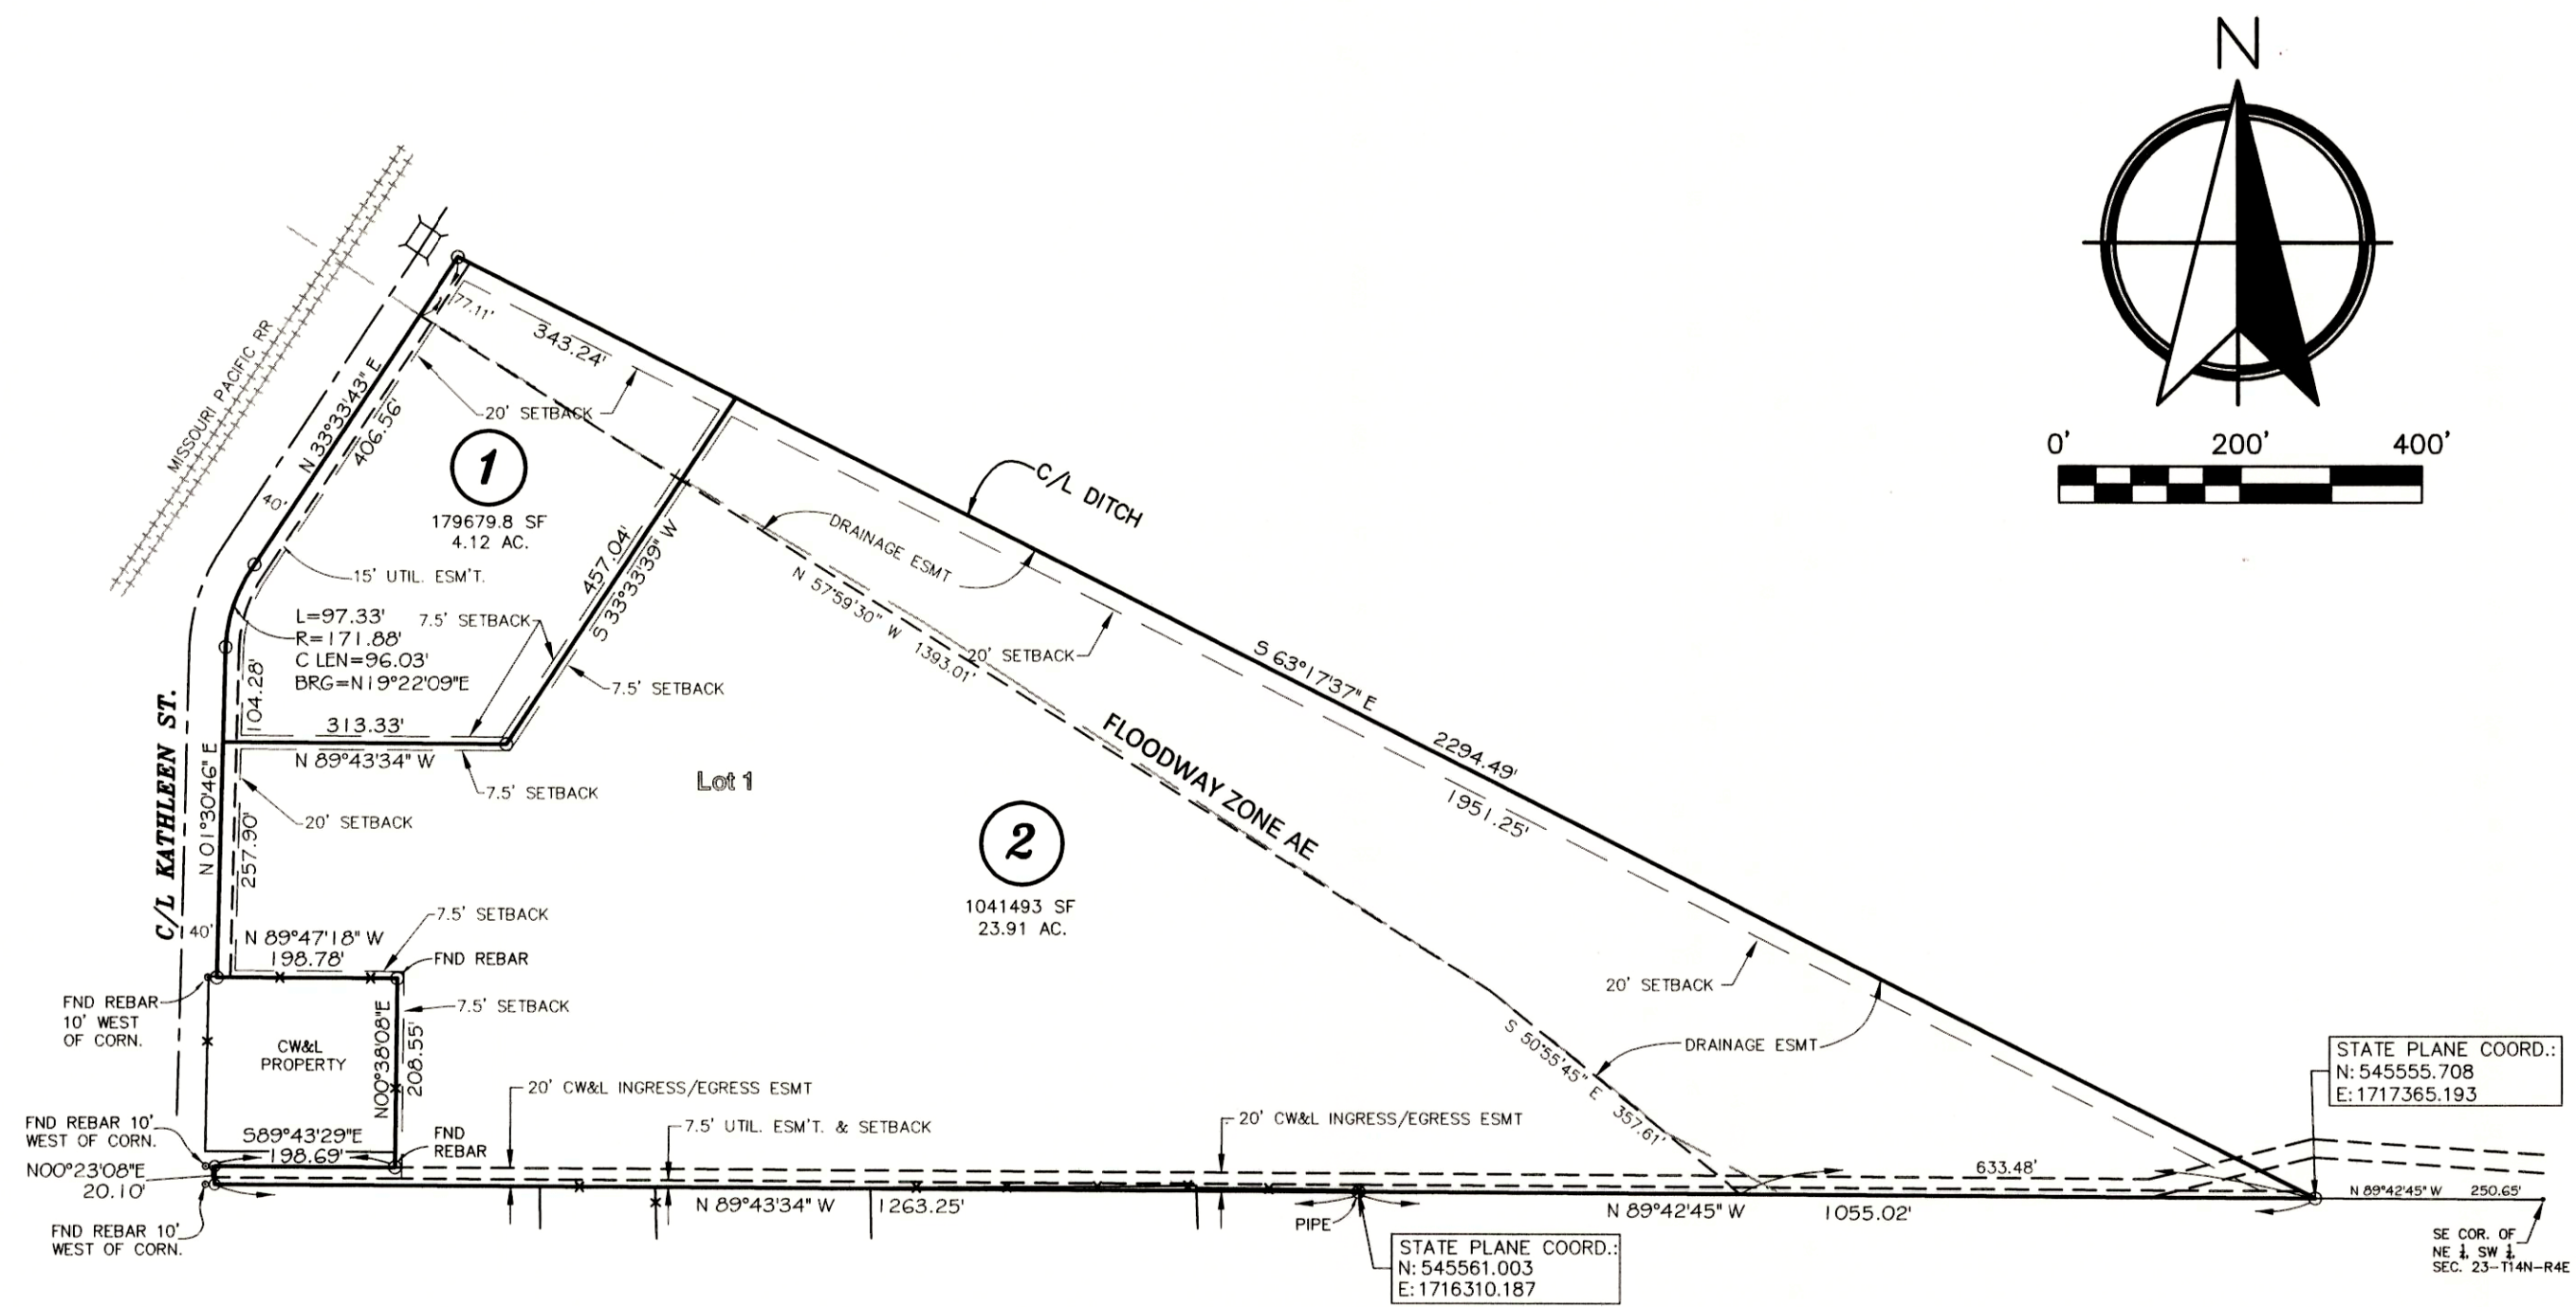 N
0' 200' 400'
MISSOURI PACIFIC RR
77.11'
343.24'
N 33°33'43" E
406.56'
20' SETBACK
40'
1
179679.8 SF
4.12 AC.
15' UTIL. ESM'T.
L=97.33'
R=171.88'
C LEN=96.03'
BRG=N19°22'09"E
7.5' SETBACK
457.04'
S 33°33'39" W
7.5' SETBACK
104.28'
313.33'
N 89°43'34" W
7.5' SETBACK
Lot 1
C/L KATHLEEN ST.
N 01°30'46" E
257.90'
20' SETBACK
40'
C/L DITCH
DRAINAGE ESMT
N 57°59'30" W 1393.01'
20' SETBACK
S 63°17'37" E
2294.49'
1951.25'
FLOODWAY ZONE AE
2
1041493 SF
23.91 AC.
20' SETBACK
DRAINAGE ESMT
S 50°55'45" E 357.61'
7.5' SETBACK
N 89°47'18" W
198.78'
FND REBAR
7.5' SETBACK
FND REBAR
10' WEST
OF CORN.
CW&L
PROPERTY
N00°38'08"E
208.55'
FND REBAR 10'
WEST OF CORN.
S89°43'29"E
198.69'
FND
REBAR
N00°23'08"E
20.10'
FND REBAR 10'
WEST OF CORN.
20' CW&L INGRESS/EGRESS ESMT
7.5' UTIL. ESM'T. & SETBACK
20' CW&L INGRESS/EGRESS ESMT
N 89°43'34" W 1263.25'
PIPE
STATE PLANE COORD.:
N: 545561.003
E: 1716310.187
633.48'
N 89°42'45" W 1055.02'
STATE PLANE COORD.:
N: 545555.708
E: 1717365.193
N 89°42'45" W 250.65'
SE COR. OF
NE ¼, SW ¼,
SEC. 23-T14N-R4E